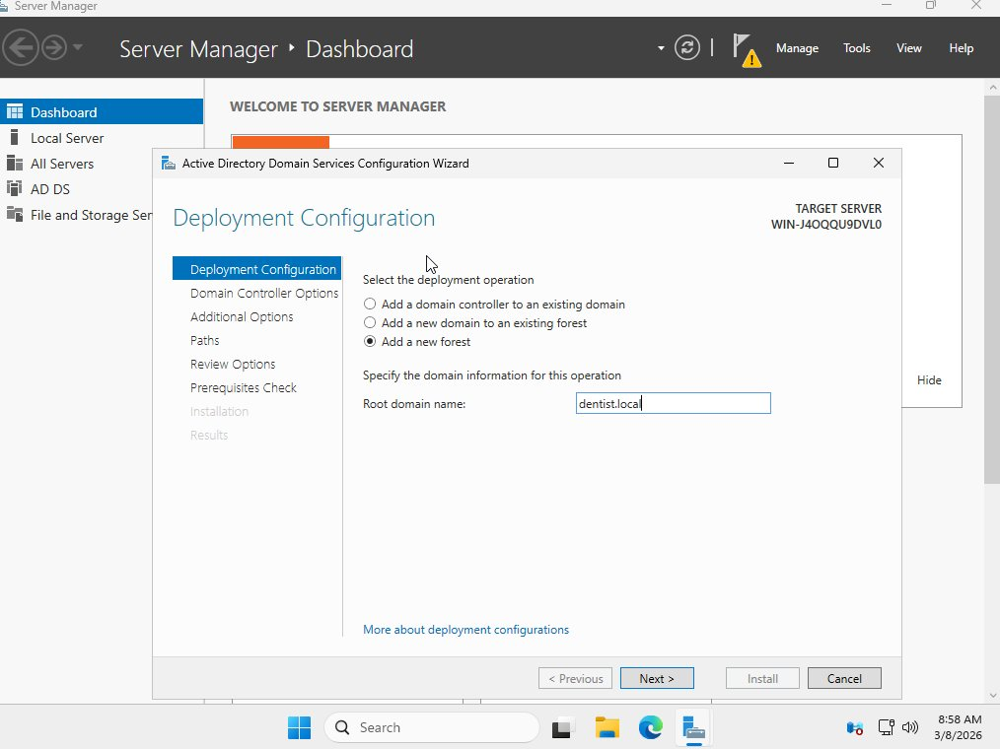 Server Manager
Server Manager ‣ Dashboard
Manage
Tools
View
Help
Dashboard
Local Server
All Servers
AD DS
File and Storage Ser
WELCOME TO SERVER MANAGER
Hide
Active Directory Domain Services Configuration Wizard
Deployment Configuration
TARGET SERVER
WIN-J4OQQU9DVL0
Deployment Configuration
Domain Controller Options
Additional Options
Paths
Review Options
Prerequisites Check
Installation
Results
Select the deployment operation
Add a domain controller to an existing domain
Add a new domain to an existing forest
Add a new forest
Specify the domain information for this operation
Root domain name:
dentist.local
More about deployment configurations
< Previous
Next >
Install
Cancel
Search
8:58 AM
3/8/2026